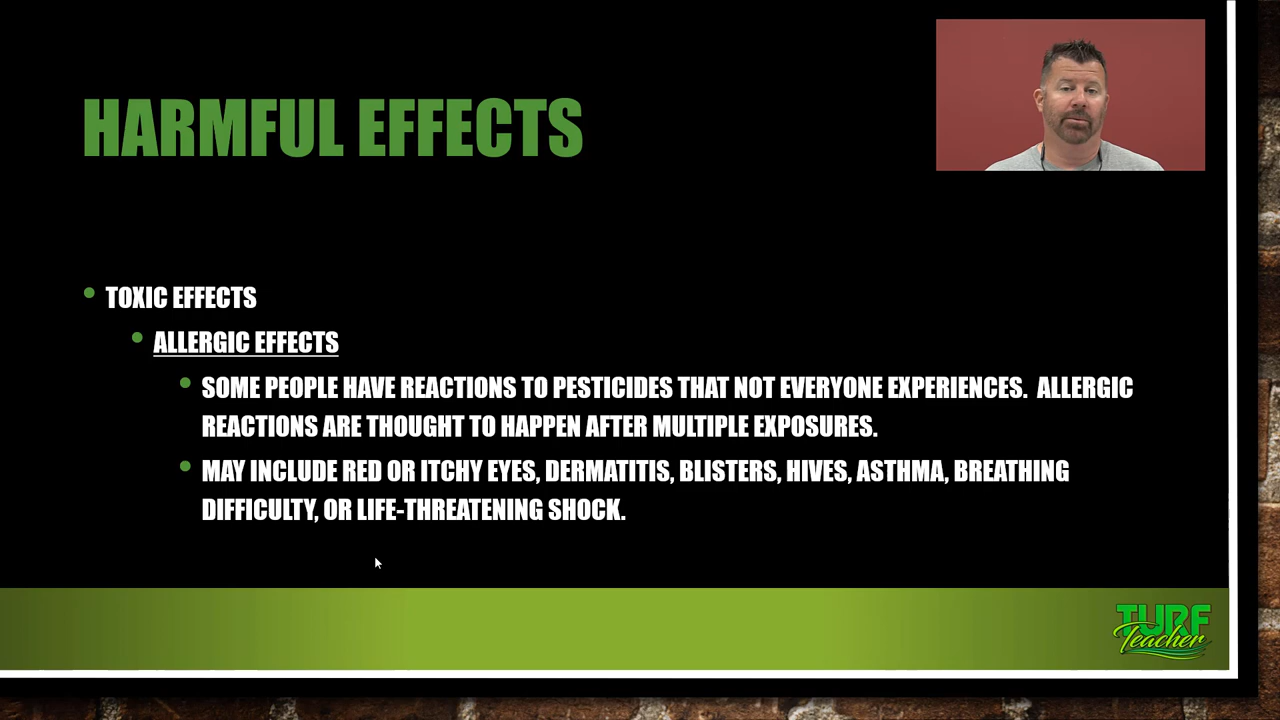 HARMFUL EFFECTS
TOXIC EFFECTS
ALLERGIC EFFECTS
SOME PEOPLE HAVE REACTIONS TO PESTICIDES THAT NOT EVERYONE EXPERIENCES. ALLERGIC
REACTIONS ARE THOUGHT TO HAPPEN AFTER MULTIPLE EXPOSURES.
MAY INCLUDE RED OR ITCHY EYES, DERMATITIS, BLISTERS, HIVES, ASTHMA, BREATHING
DIFFICULTY, OR LIFE-THREATENING SHOCK.
TURF
Teacher